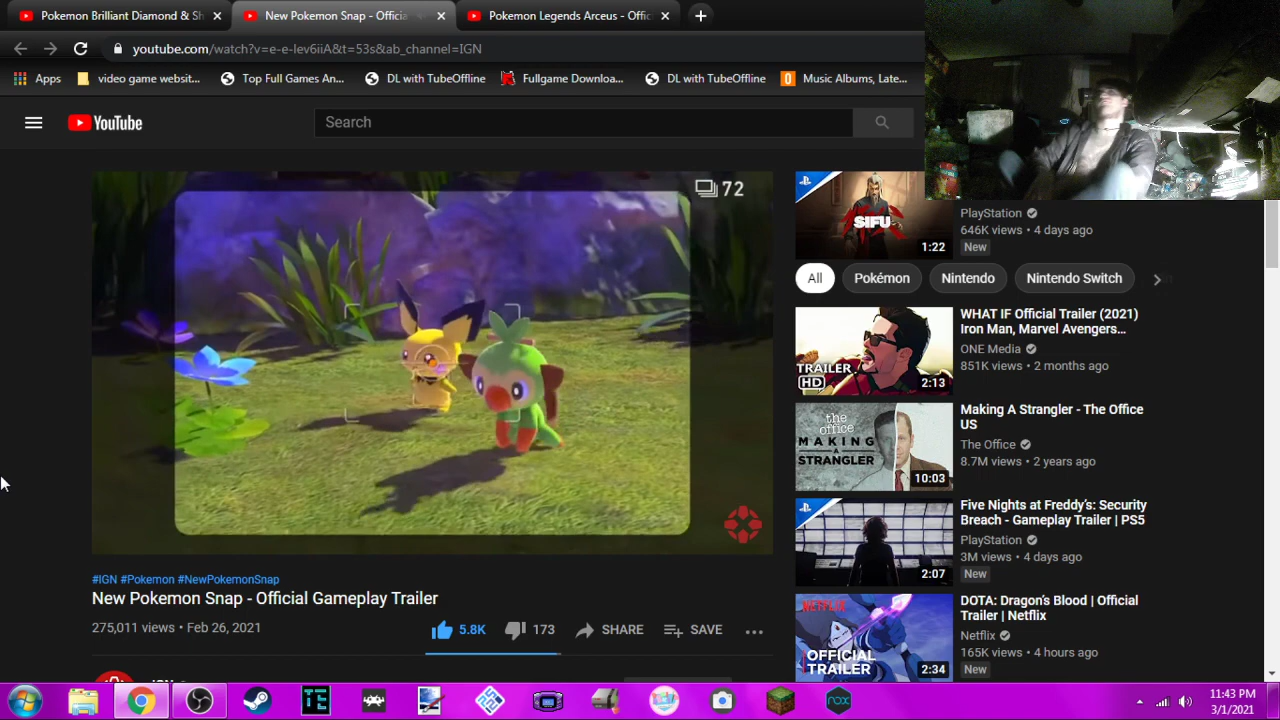 Pokemon Brilliant Diamond & Sh
New Pokemon Snap - Officia
Pokemon Legends Arceus - Offic
youtube.com/watch?v=e-e-Iev6iiA&t=53s&ab_channel=IGN
Apps
video game websit...
Top Full Games An...
DL with TubeOffline
Fullgame Downloa...
DL with TubeOffline
Music Albums, Late...
YouTube
Search
72
SIFU
1:22
PlayStation
646K views • 4 days ago
New
All
Pokémon
Nintendo
Nintendo Switch
TRAILER
HD
2:13
WHAT IF Official Trailer (2021)
Iron Man, Marvel Avengers...
ONE Media
851K views • 2 months ago
the office
MAKING
A
STRANGLER
10:03
Making A Strangler - The Office
US
The Office
8.7M views • 2 years ago
2:07
Five Nights at Freddy's: Security
Breach - Gameplay Trailer | PS5
PlayStation
3M views • 4 days ago
New
NETFLIX
OFFICIAL
TRAILER
2:34
DOTA: Dragon's Blood | Official
Trailer | Netflix
Netflix
165K views • 4 hours ago
New
#IGN #Pokemon #NewPokemonSnap
New Pokemon Snap - Official Gameplay Trailer
275,011 views • Feb 26, 2021
5.8K
173
SHARE
SAVE
TE
nox
11:43 PM
3/1/2021